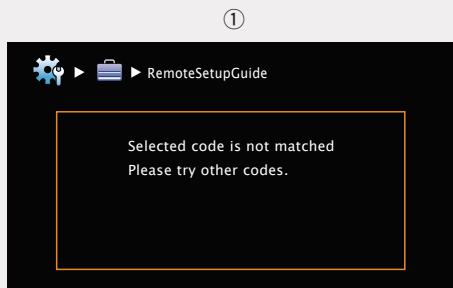 ①
RemoteSetupGuide
Selected code is not matched
Please try other codes.